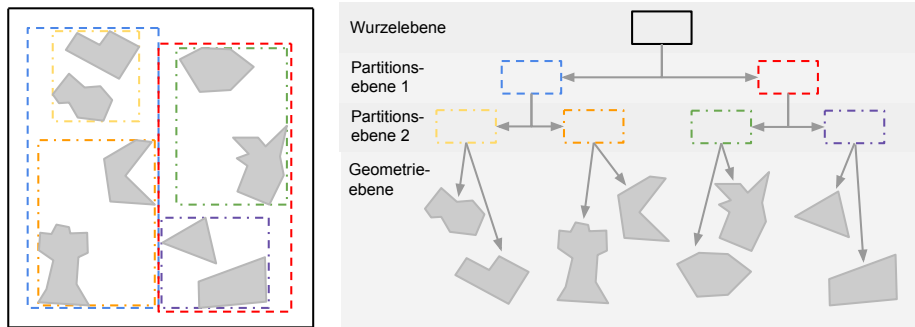 Wurzelebene
Partitions-
ebene 1
Partitions-
ebene 2
Geometrie-
ebene